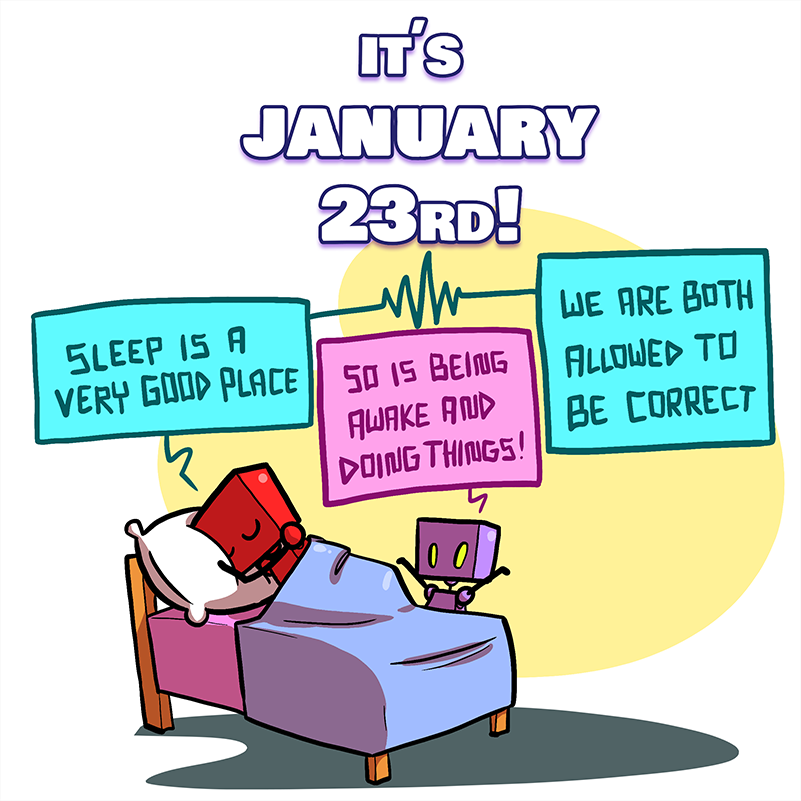 IT'S
JANUARY
23RD!
SLEEP IS A
VERY GOOD PLACE
SO IS BEING
AWAKE AND
DOING THINGS!
WE ARE BOTH
ALLOWED TO
BE CORRECT